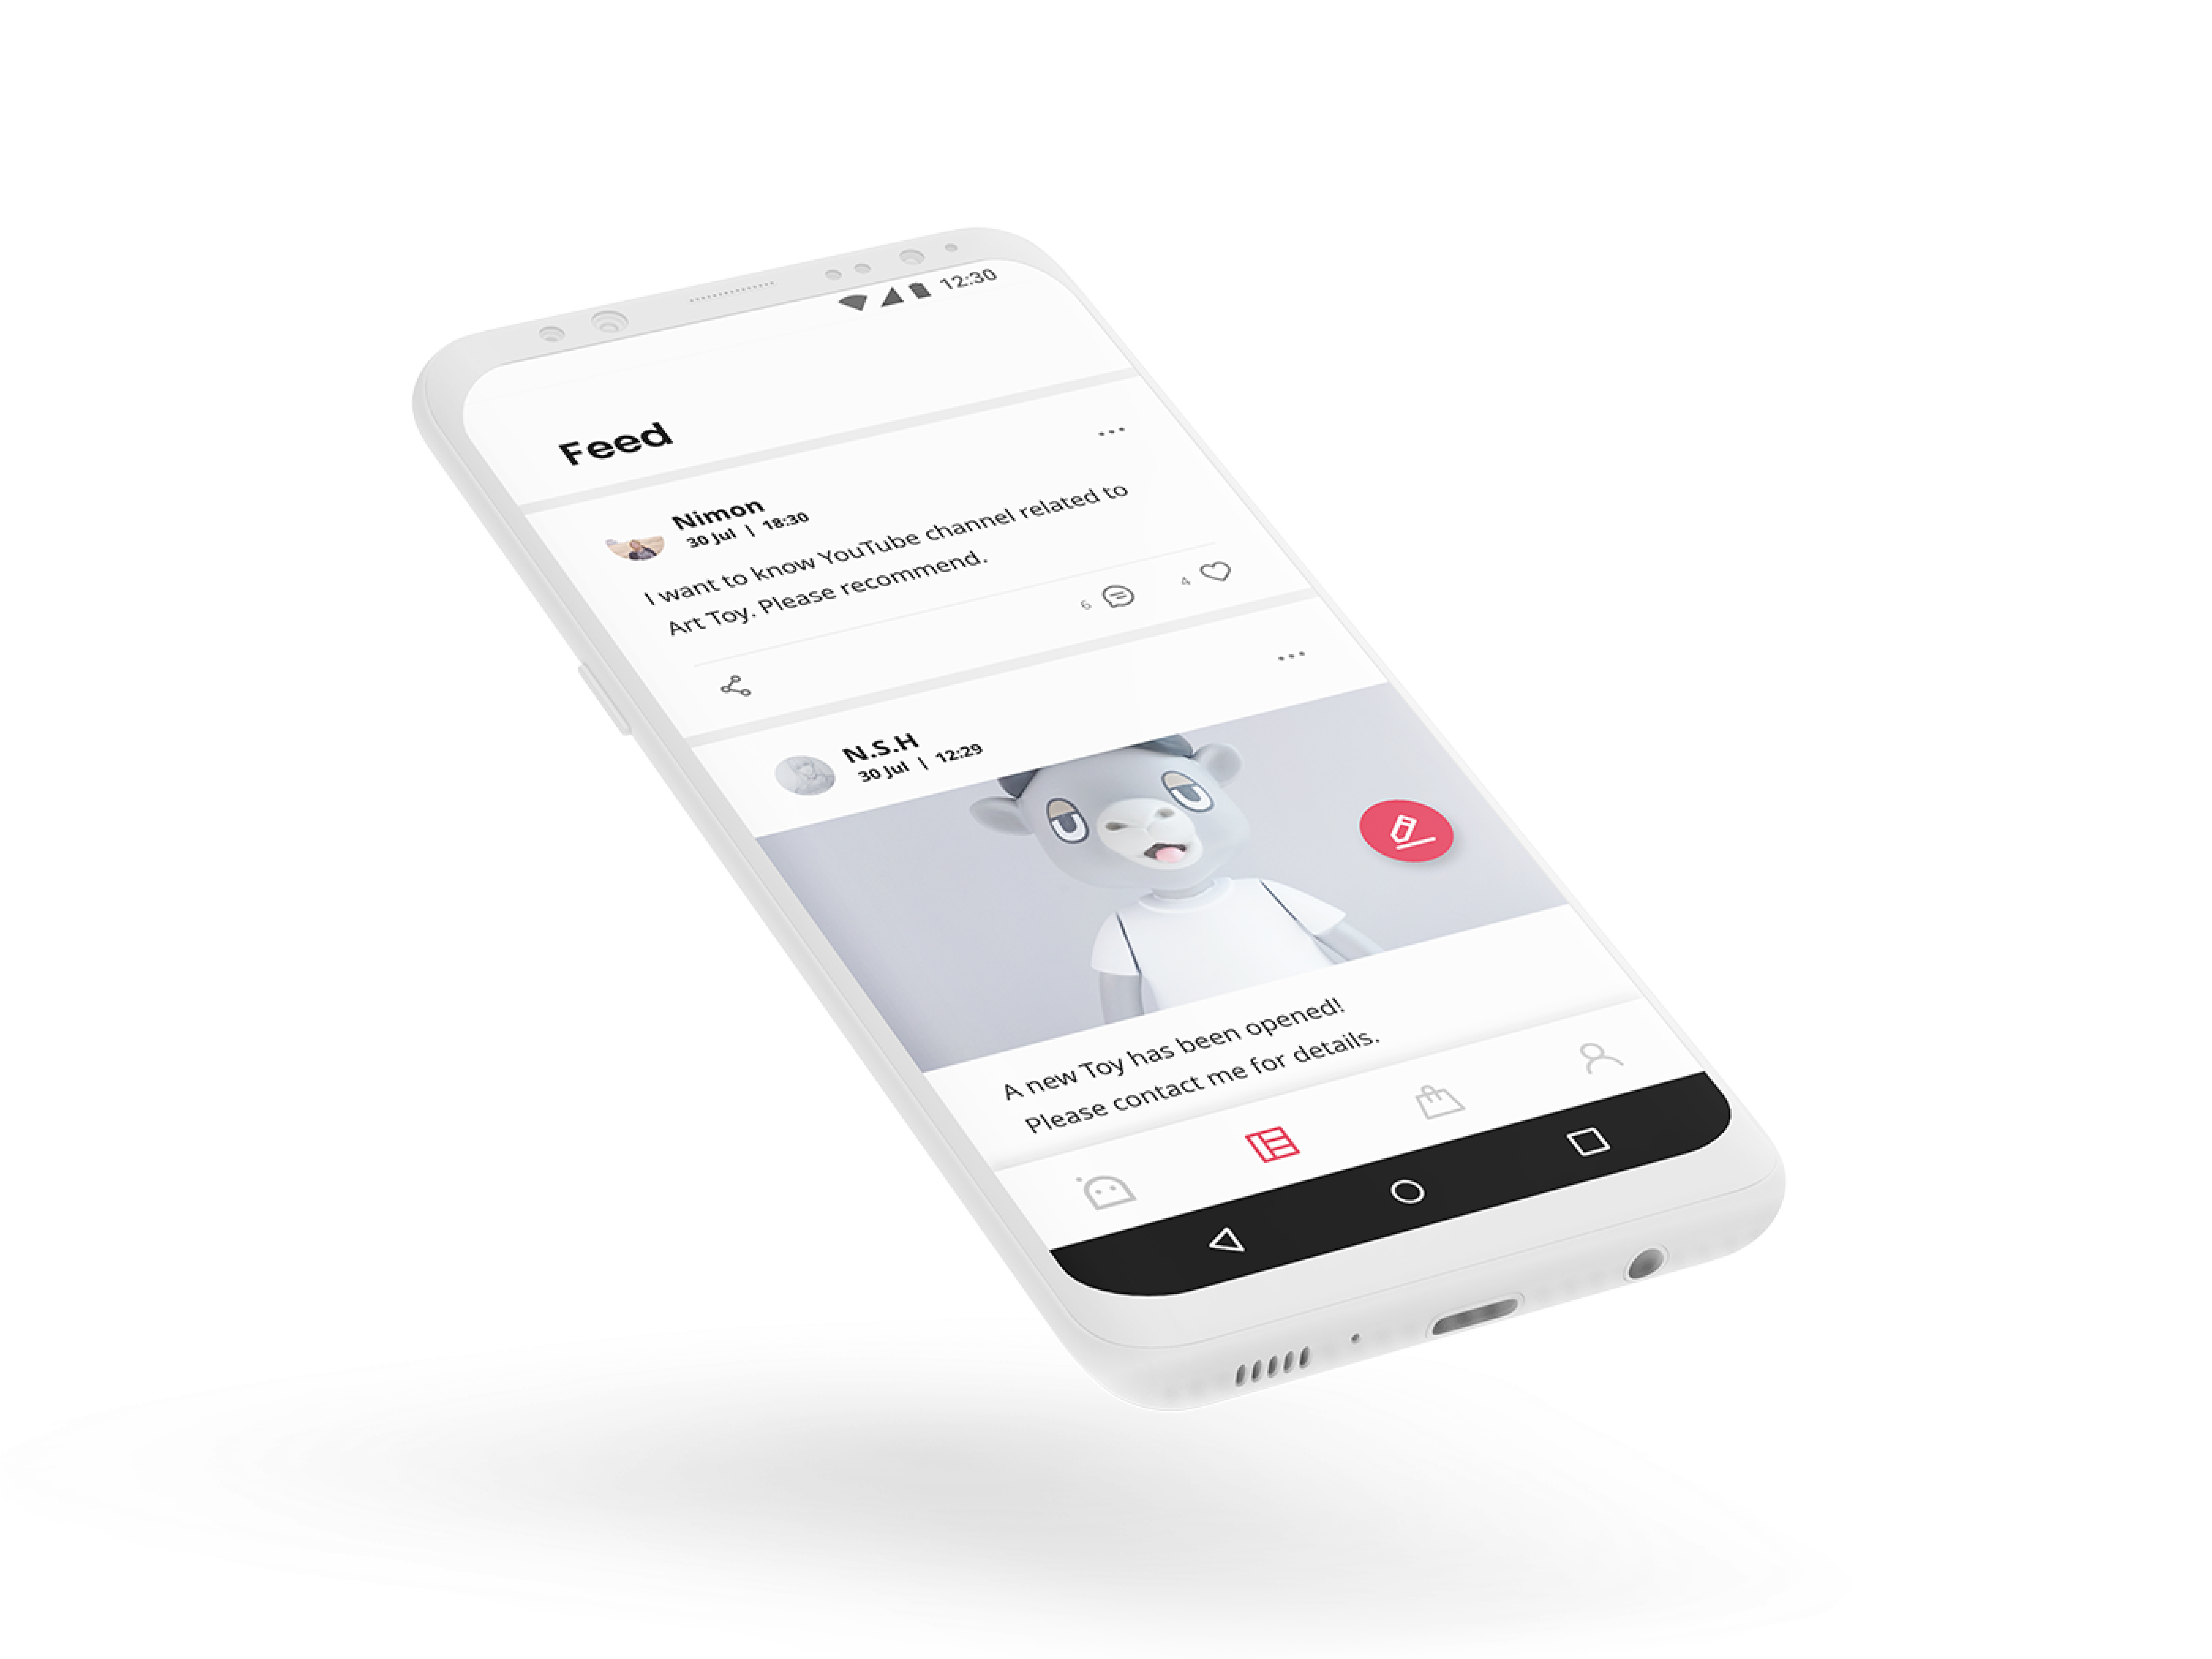 12:30
Feed
Nimon
30 Jul | 18:30
I want to know YouTube channel related to
Art Toy. Please recommend.
6
4
N.S.H
30 Jul | 12:29
A new Toy has been opened!
Please contact me for details.